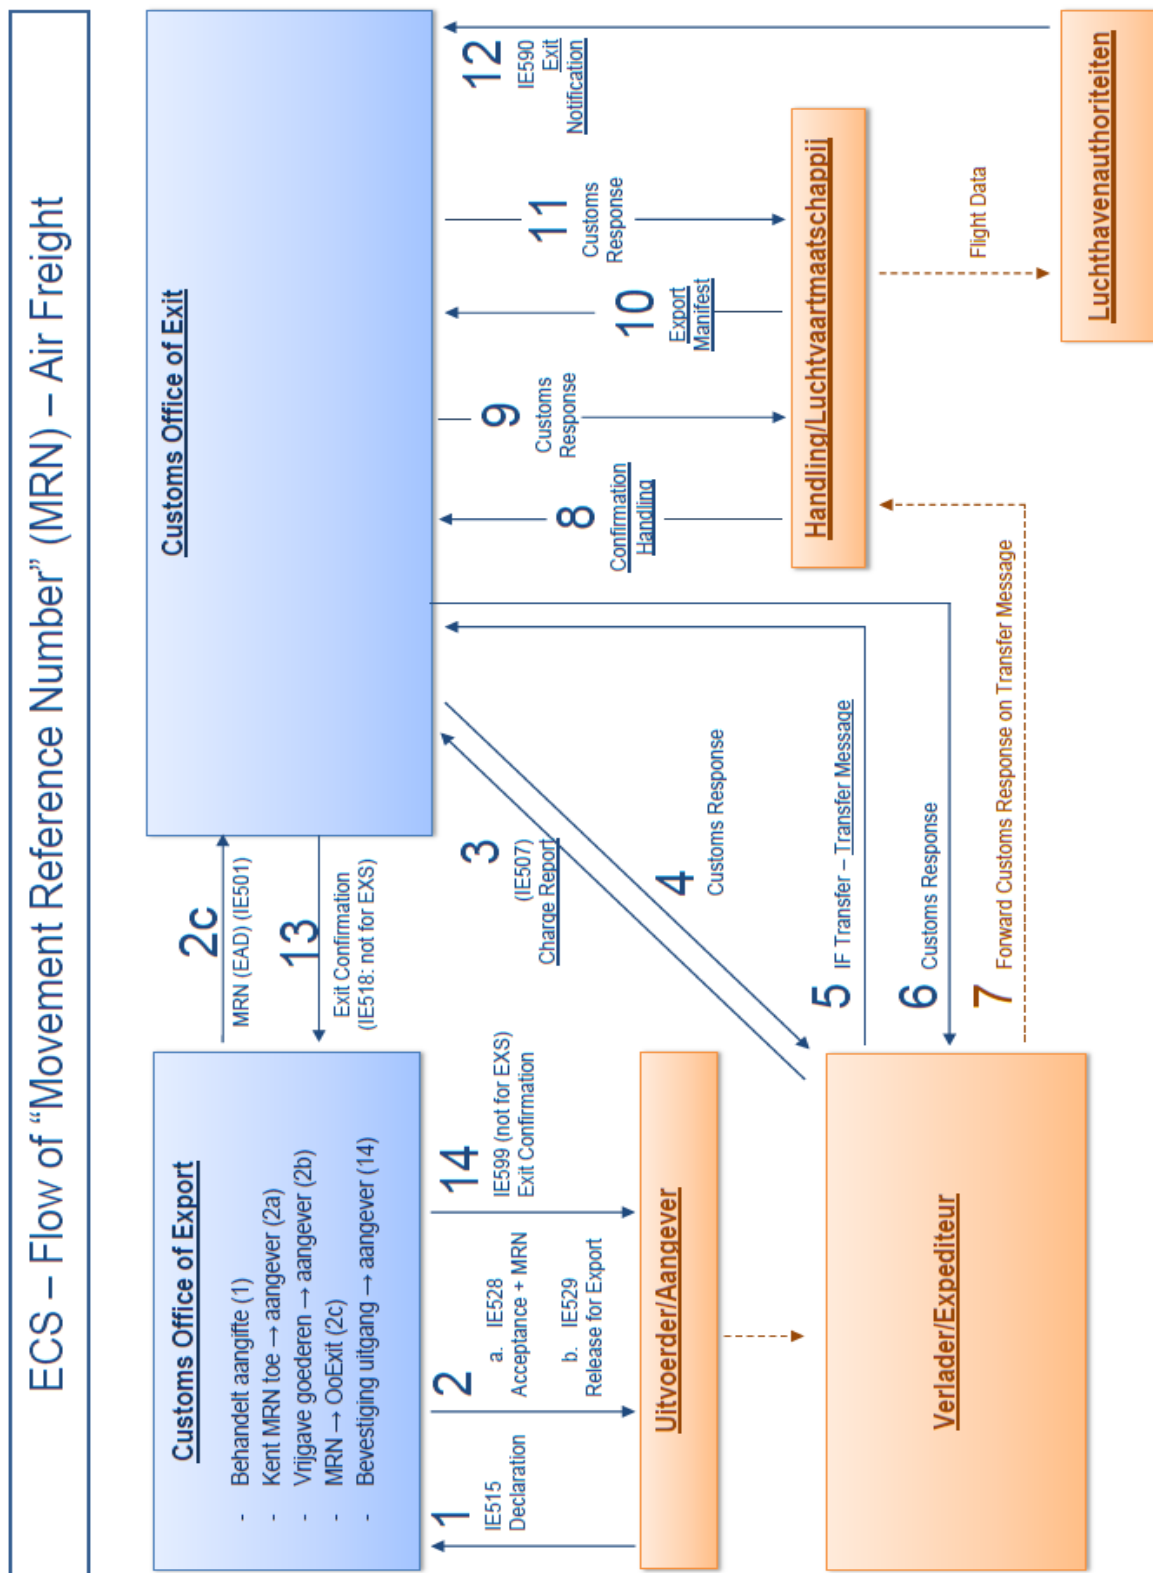 ECS – Flow of “Movement Reference Number” (MRN) – Air Freight
Customs Office of Export
- Behandelt aangifte (1)
- Kent MRN toe → aangever (2a)
- Vrijgave goederen → aangever (2b)
- MRN → OoExit (2c)
- Bevestiging uitgang → aangever (14)
2c
MRN (EAD) (IE501)
13
Exit Confirmation
(IE518: not for EXS)
Customs Office of Exit
1
IE515
Declaration
2
a. IE528
Acceptance + MRN
b. IE529
Release for Export
14
IE599 (not for EXS)
Exit Confirmation
3
(IE507)
Charge Report
4
Customs Response
8
Confirmation
Handling
9
Customs
Response
10
Export
Manifest
11
Customs
Response
12
IE590
Exit
Notification
Uitvoerder/Aangever
5
IF Transfer – Transfer Message
6
Customs Response
7
Forward Customs Response on Transfer Message
Handling/Luchtvaartmaatschappij
Flight Data
Verlader/Expediteur
Luchthavenauthoriteiten